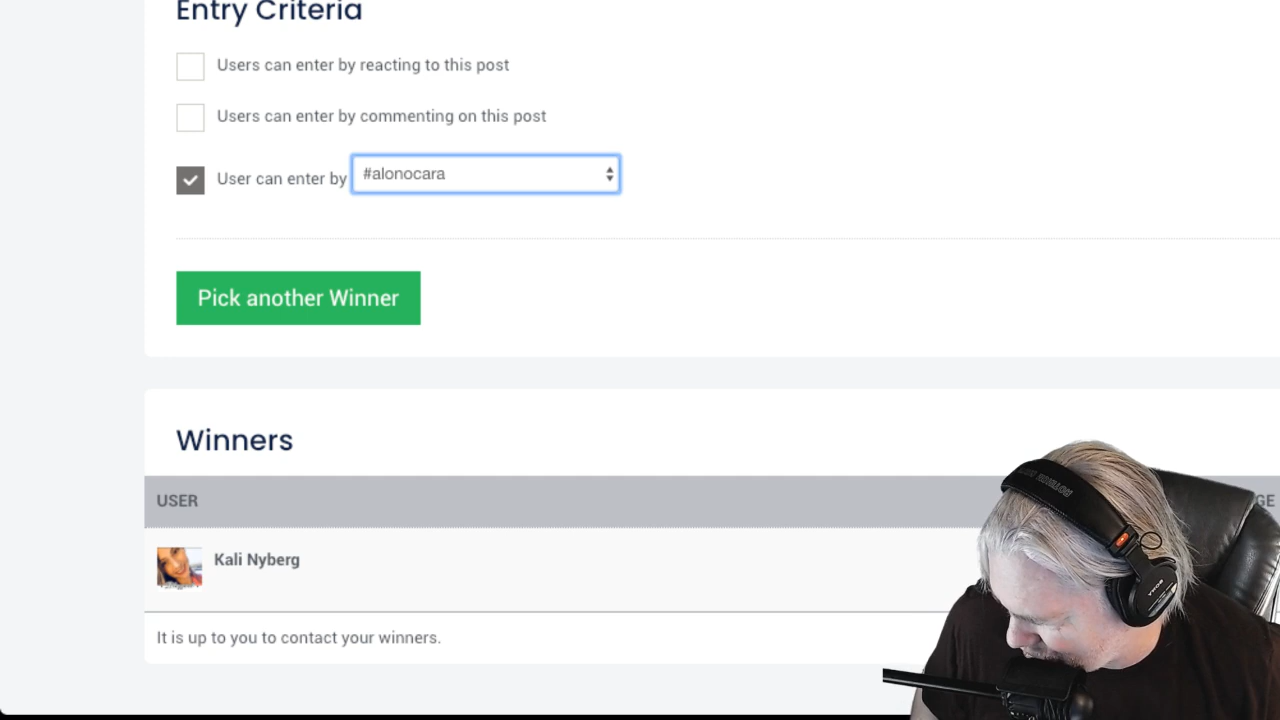 Entry Criteria
Users can enter by reacting to this post
Users can enter by commenting on this post
User can enter by #alonocara
Pick another Winner
Winners
USER
GE
Kali Nyberg
It is up to you to contact your winners.
SONY